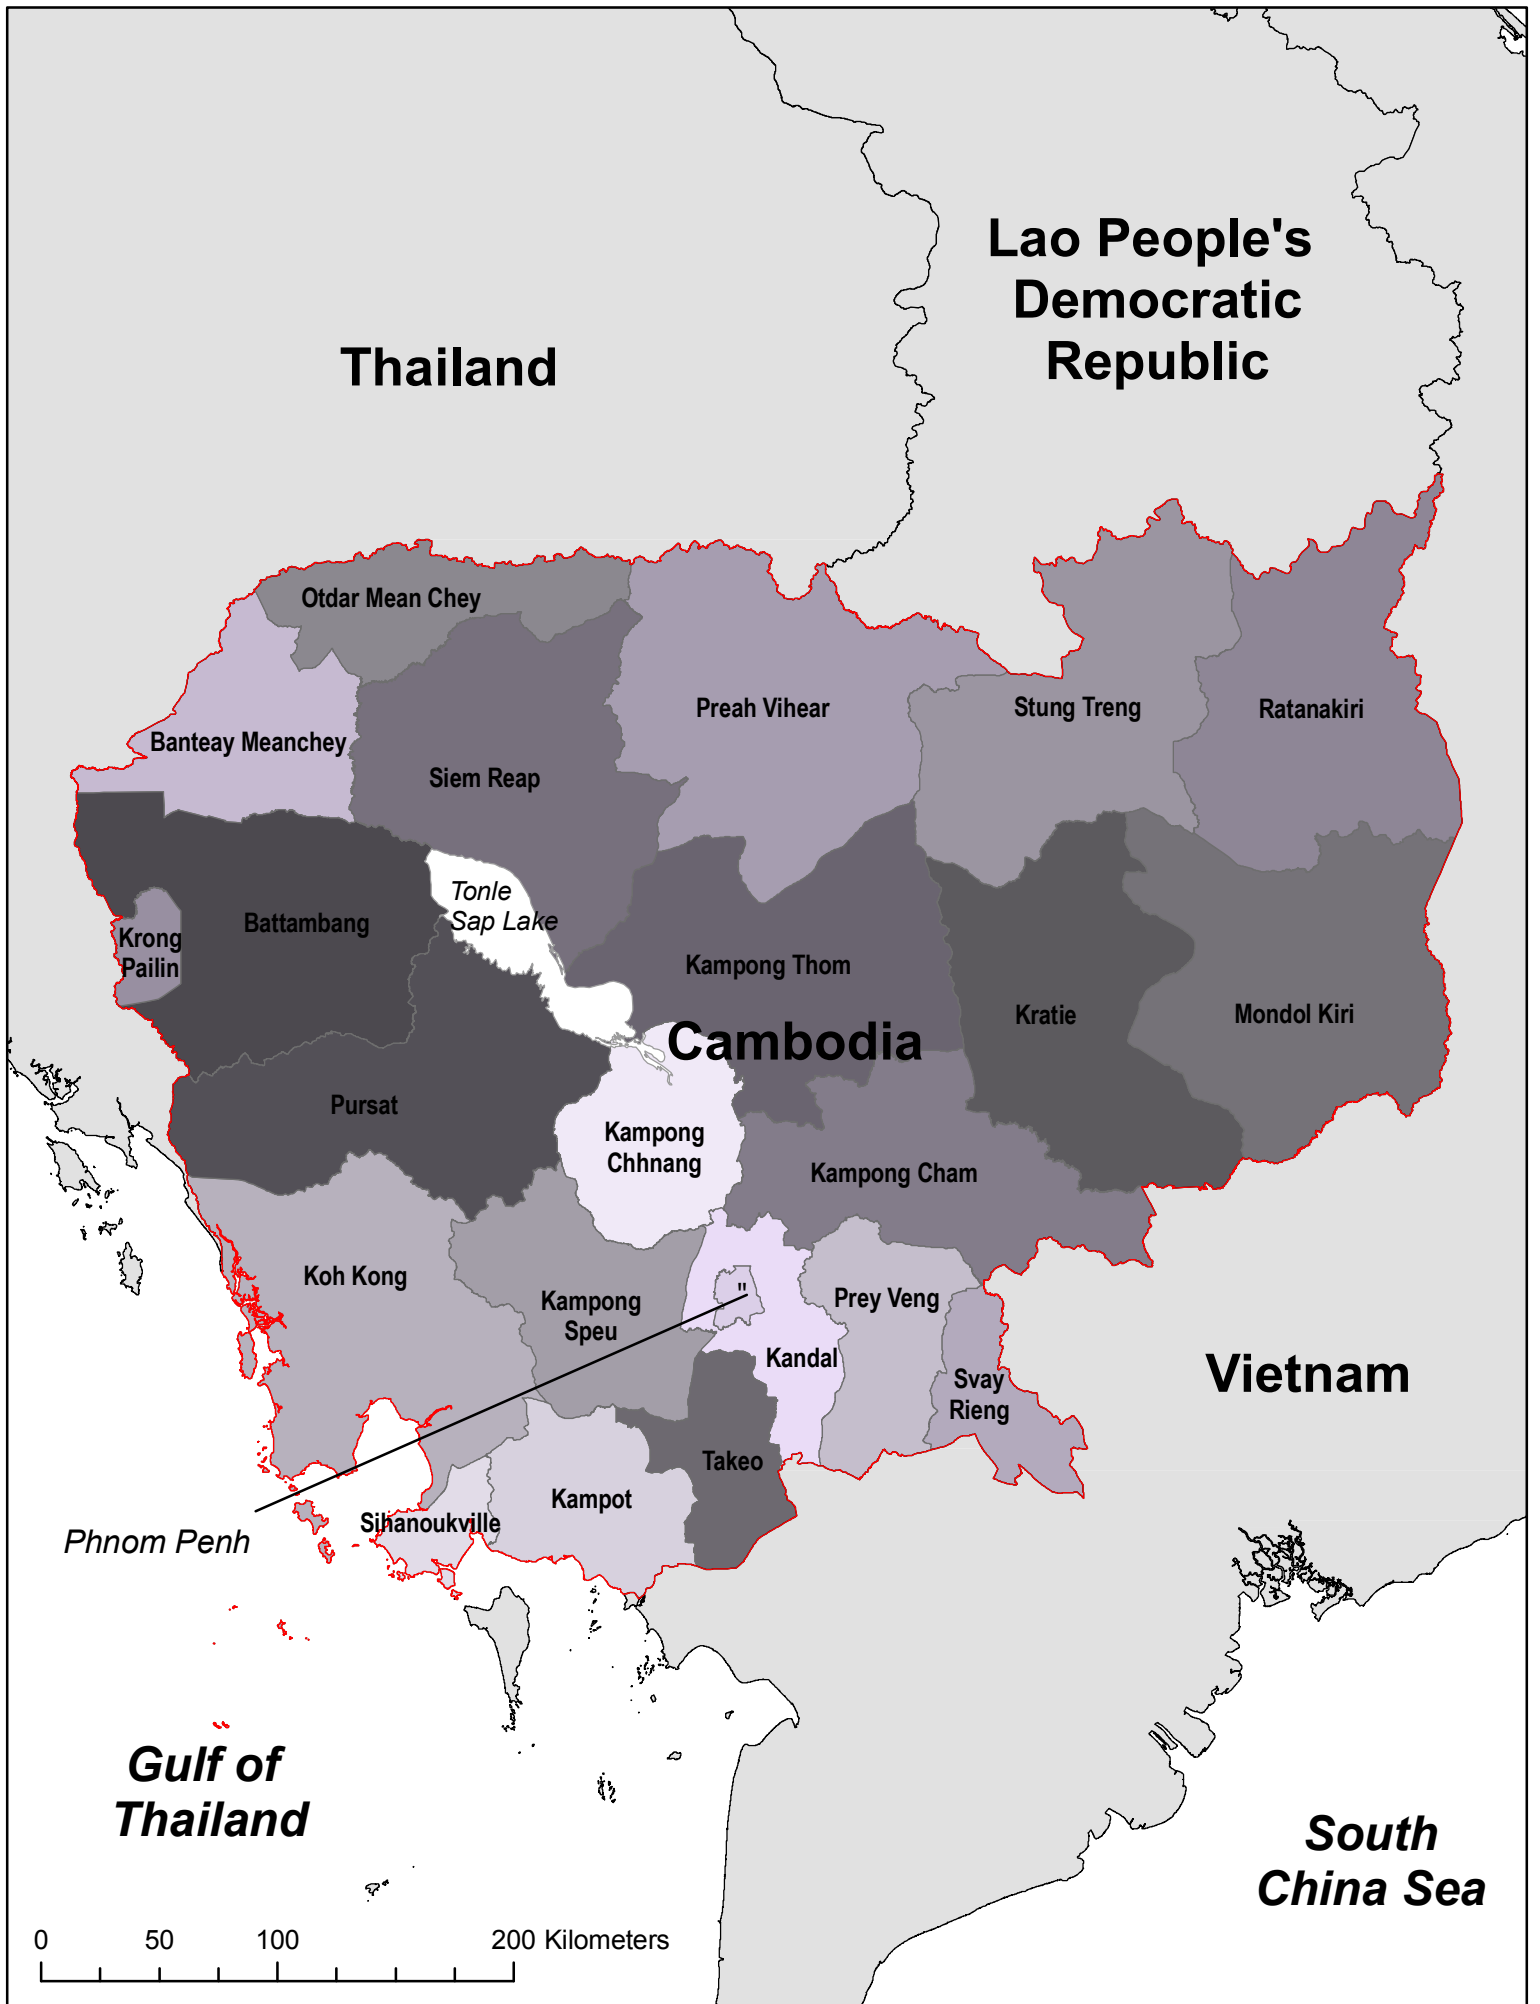 Lao People's
Democratic
Republic
Thailand
Otdar Mean Chey
Preah Vihear
Stung Treng
Ratanakiri
Banteay Meanchey
Siem Reap
Tonle
Sap Lake
Battambang
Krong
Pailin
Kampong Thom
Kratie
Mondol Kiri
Cambodia
Pursat
Kampong
Chhnang
Kampong Cham
Koh Kong
Kampong
Speu
"
Prey Veng
Kandal
Svay
Rieng
Vietnam
Takeo
Kampot
Sihanoukville
Phnom Penh
Gulf of
Thailand
South
China Sea
0 50 100 200 Kilometers